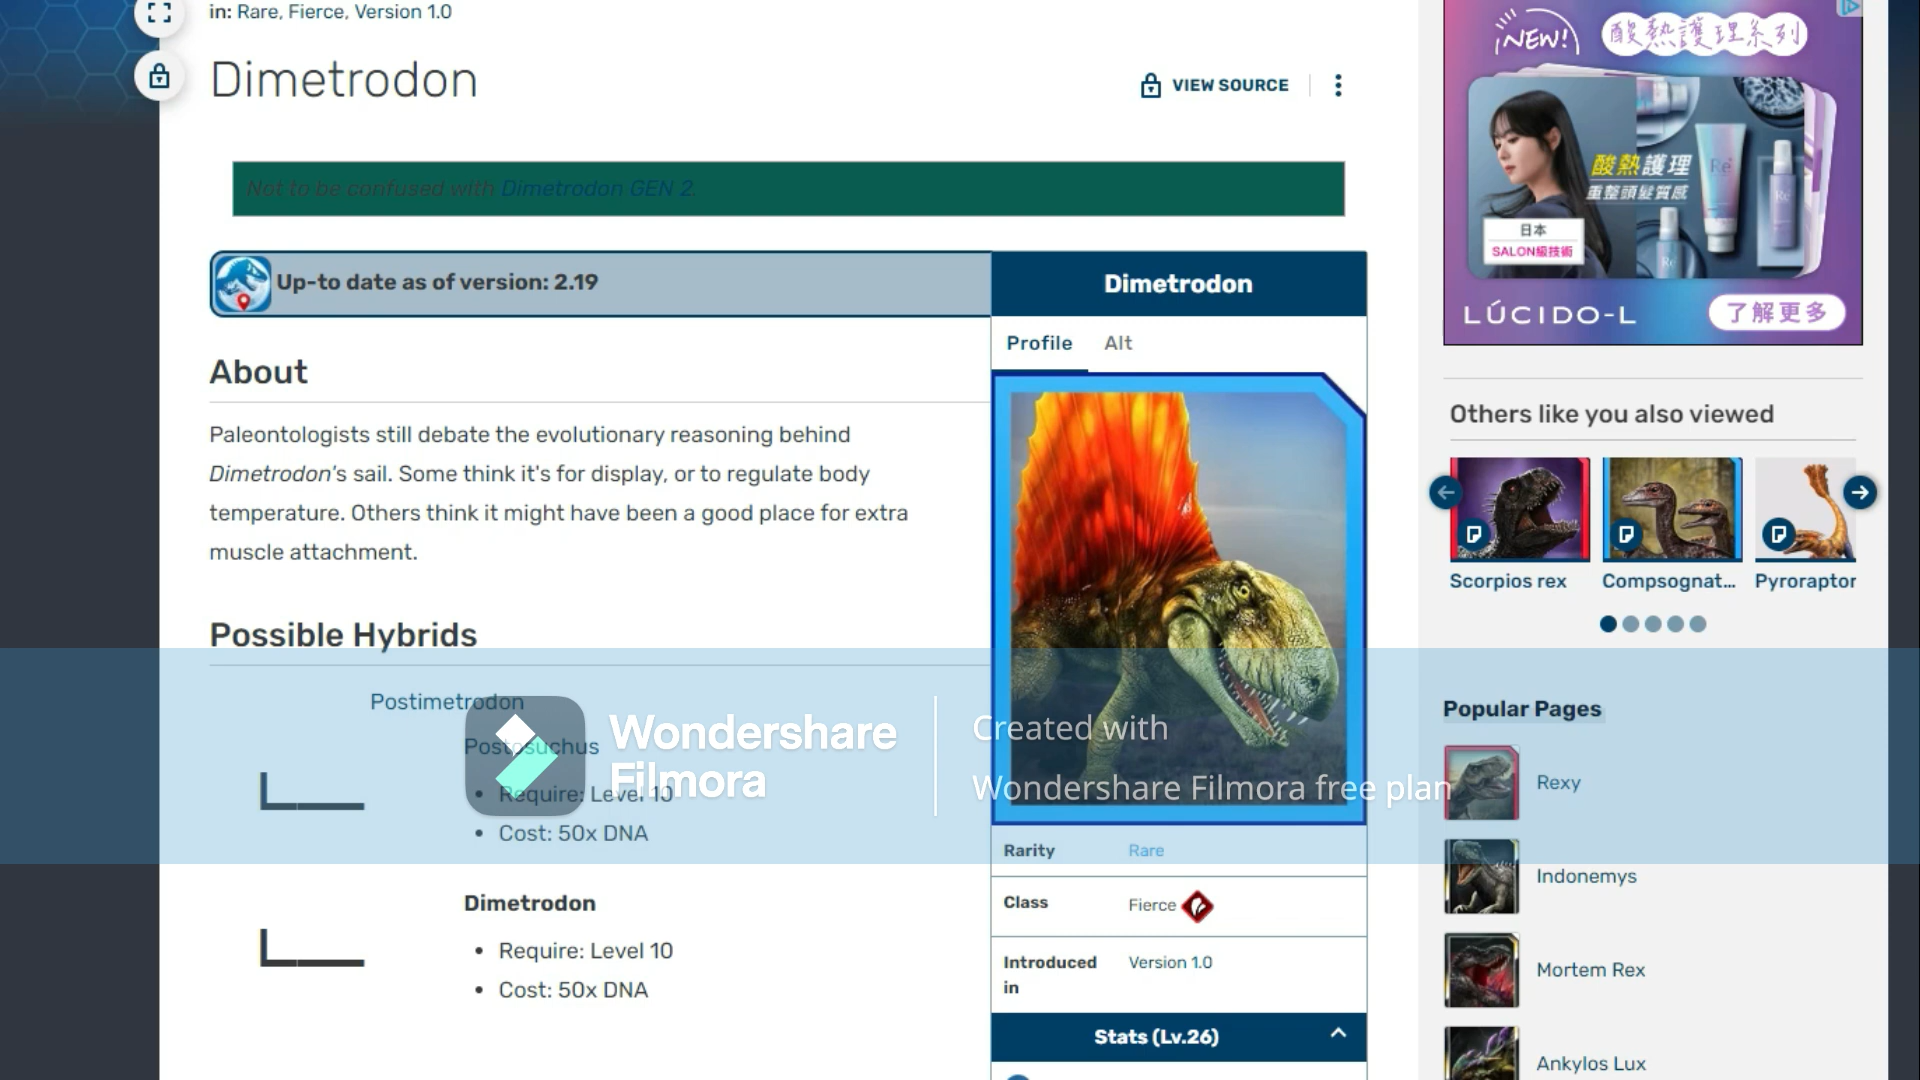 in: Rare, Fierce, Version 1.0
Dimetrodon
VIEW SOURCE
Not to be confused with Dimetrodon GEN 2.
Up-to date as of version: 2.19
About
Paleontologists still debate the evolutionary reasoning behind
Dimetrodon's sail. Some think it's for display, or to regulate body
temperature. Others think it might have been a good place for extra
muscle attachment.
Possible Hybrids
Postimetrodon
Postosuchus
Require: Level 10
Cost: 50x DNA
Dimetrodon
Require: Level 10
Cost: 50x DNA
Dimetrodon
Profile Alt
Rarity Rare
Class Fierce
Introduced in Version 1.0
Stats (Lv.26)
Wondershare
Filmora
Created with
Wondershare Filmora free plan
NEW!
酸熱護理系列
酸熱護理
重整頭髮質感
日本
SALON級技術
Re
Re
Re
LÚCIDO-L
了解更多
Others like you also viewed
Scorpios rex
Compsognat...
Pyroraptor
Popular Pages
Rexy
Indonemys
Mortem Rex
Ankylos Lux